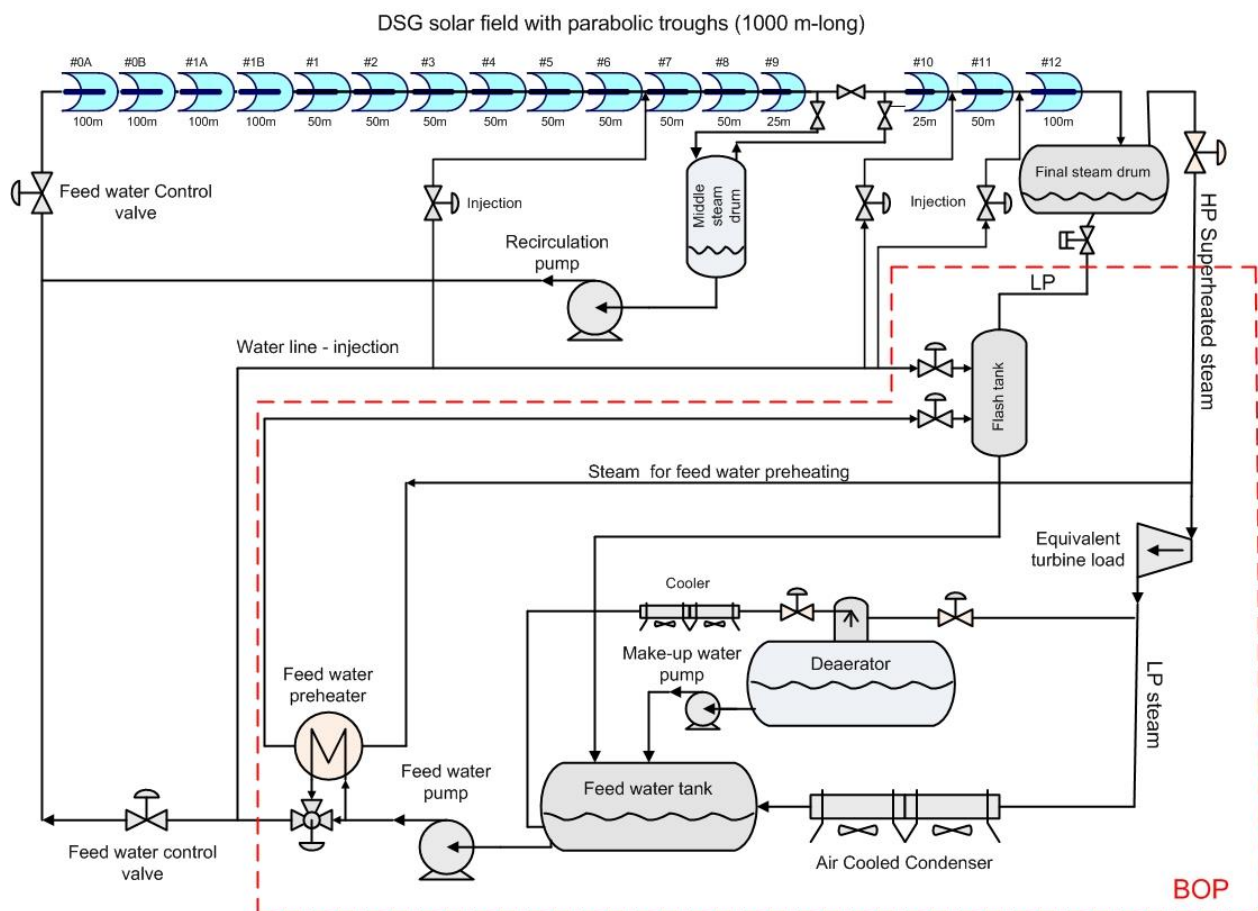 DSG solar field with parabolic troughs (1000 m-long)
#0A #0B #1A #1B #1 #2 #3 #4 #5 #6 #7 #8 #9 #10 #11 #12
100m 100m 100m 100m 50m 50m 50m 50m 50m 50m 50m 50m 25m 25m 50m 100m
Final steam drum
Feed water Control
valve
Injection
Middle
steam
drum
Injection
HP Superheated steam
Recirculation
pump
LP
Water line - injection
Flash tank
Steam for feed water preheating
Equivalent
turbine load
Cooler
Make-up water
pump
Deaerator
Feed water
preheater
LP steam
Feed water
pump
Feed water tank
Feed water control
valve
Air Cooled Condenser
BOP